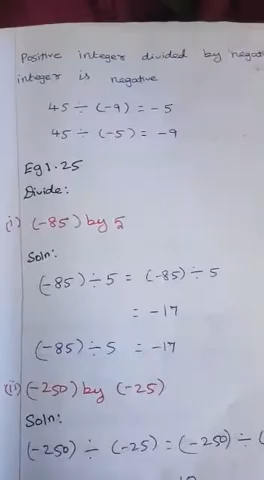 Positive integer divided by negati
integer is negative
45 ÷ (-9) = -5
45 ÷ (-5) = -9
Eg 1.25
Divide:
(i) (-85) by 5
Soln:
(-85) ÷ 5 = (-85) ÷ 5
= -17
(-85) ÷ 5 = -17
(ii) (-250) by (-25)
Soln:
(-250) ÷ (-25) = (-250) ÷ (